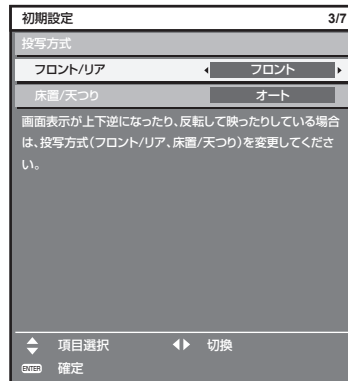 初期設定 3/7
投写方式
フロント/リア フロント
床置/天つり オート
画面表示が上下逆になったり、反転して映ったりしている場合
は、投写方式(フロント/リア、床置/天つり)を変更してくださ
い。
項目選択 切換
ENTER 確定